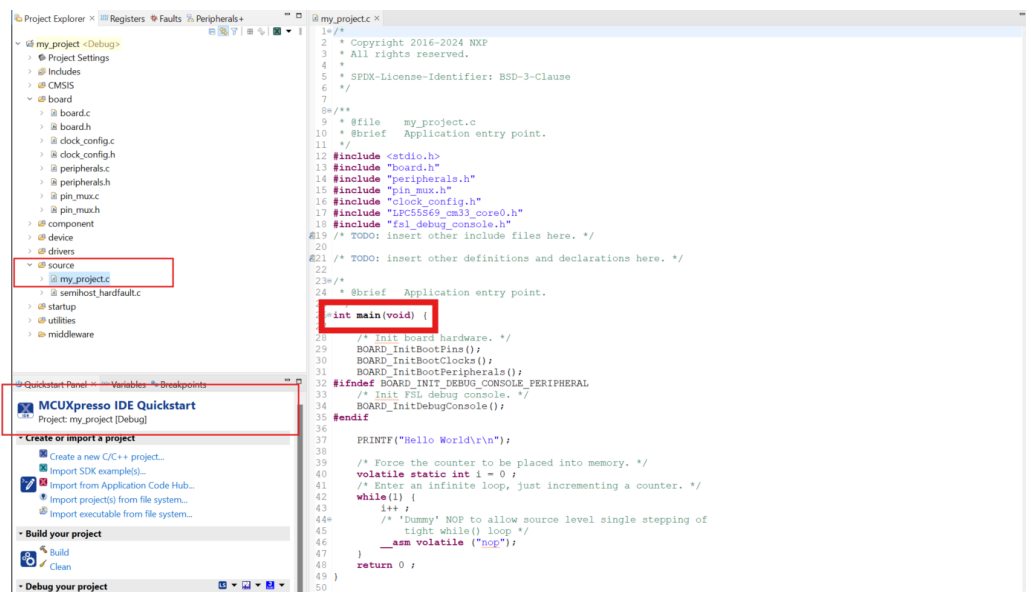 Project Explorer × Registers Faults Peripherals+
my_project <Debug>
Project Settings
Includes
CMSIS
board
board.c
board.h
clock_config.c
clock_config.h
peripherals.c
peripherals.h
pin_mux.c
pin_mux.h
component
device
drivers
source
my_project.c
semihost_hardfault.c
startup
utilities
middleware
Quickstart Panel × Variables Breakpoints
MCUXpresso IDE Quickstart
IDE
Project: my_project [Debug]
Create or import a project
Create a new C/C++ project...
Import SDK example(s)...
Import from Application Code Hub...
Import project(s) from file system...
Import executable from file system...
Build your project
Build
Clean
Debug your project
LS
my_project.c ×
1 /*
2  * Copyright 2016-2024 NXP
3  * All rights reserved.
4  *
5  * SPDX-License-Identifier: BSD-3-Clause
6  */
7
8 /**
9  * @file    my_project.c
10  * @brief   Application entry point.
11  */
12 #include <stdio.h>
13 #include "board.h"
14 #include "peripherals.h"
15 #include "pin_mux.h"
16 #include "clock_config.h"
17 #include "LPC55S69_cm33_core0.h"
18 #include "fsl_debug_console.h"
19 /* TODO: insert other include files here. */
20
21 /* TODO: insert other definitions and declarations here. */
22
23 /*
24  * @brief   Application entry point.
int main(void) {
28     /* Init board hardware. */
29     BOARD_InitBootPins();
30     BOARD_InitBootClocks();
31     BOARD_InitBootPeripherals();
32 #ifndef BOARD_INIT_DEBUG_CONSOLE_PERIPHERAL
33     /* Init FSL debug console. */
34     BOARD_InitDebugConsole();
35 #endif
36
37     PRINTF("Hello World\r\n");
38
39     /* Force the counter to be placed into memory. */
40     volatile static int i = 0 ;
41     /* Enter an infinite loop, just incrementing a counter. */
42     while(1) {
43         i++ ;
44         /* 'Dummy' NOP to allow source level single stepping of
45             tight while() loop */
46         __asm volatile ("nop");
47     }
48     return 0 ;
49 }
50